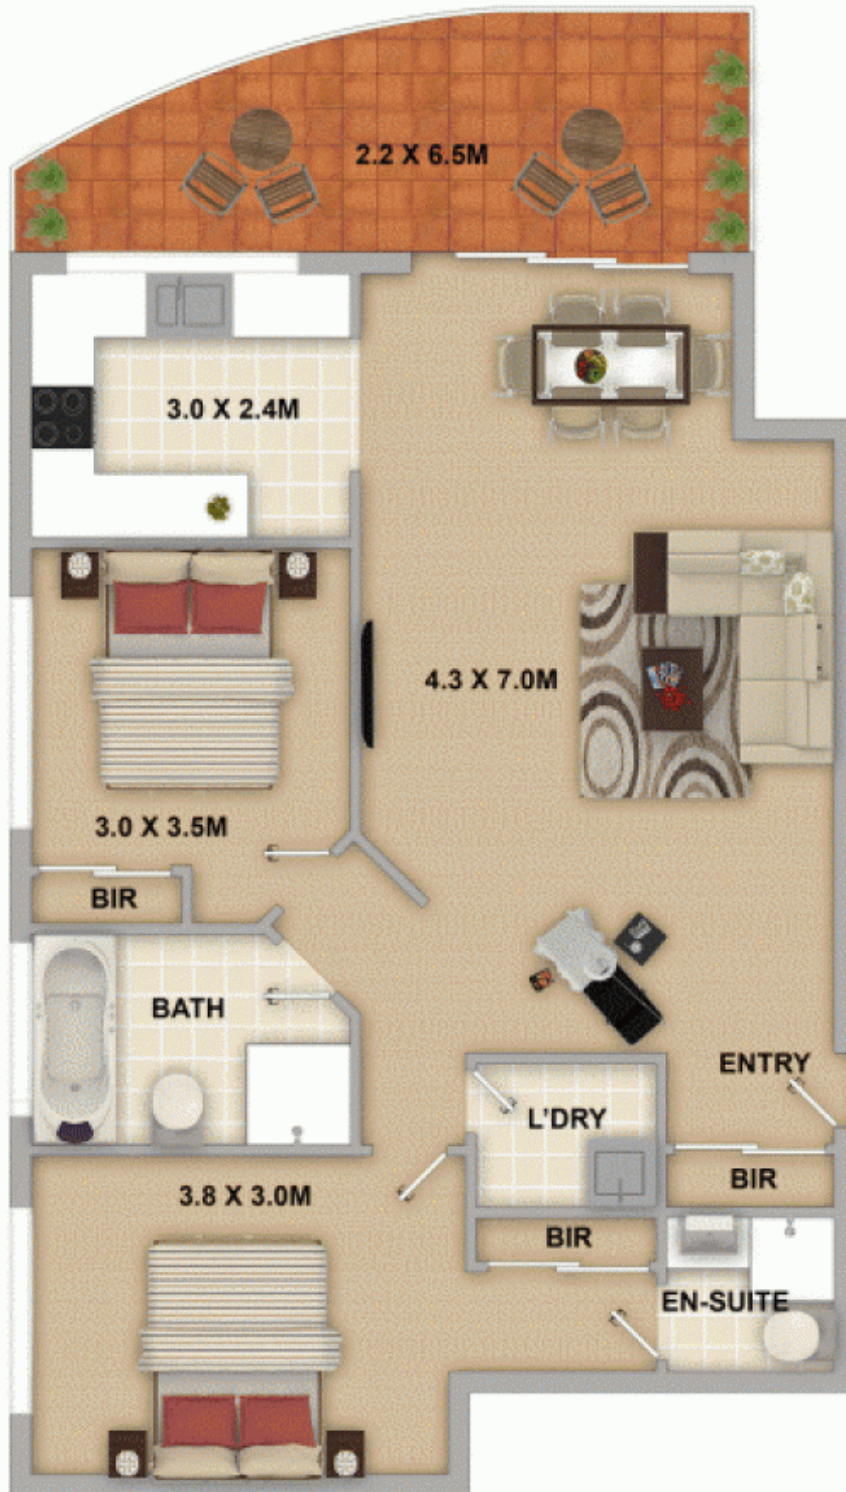 2.2 X 6.5M
3.0 X 2.4M
4.3 X 7.0M
3.0 X 3.5M
BIR
BATH
ENTRY
L'DRY
BIR
3.8 X 3.0M
BIR
EN-SUITE